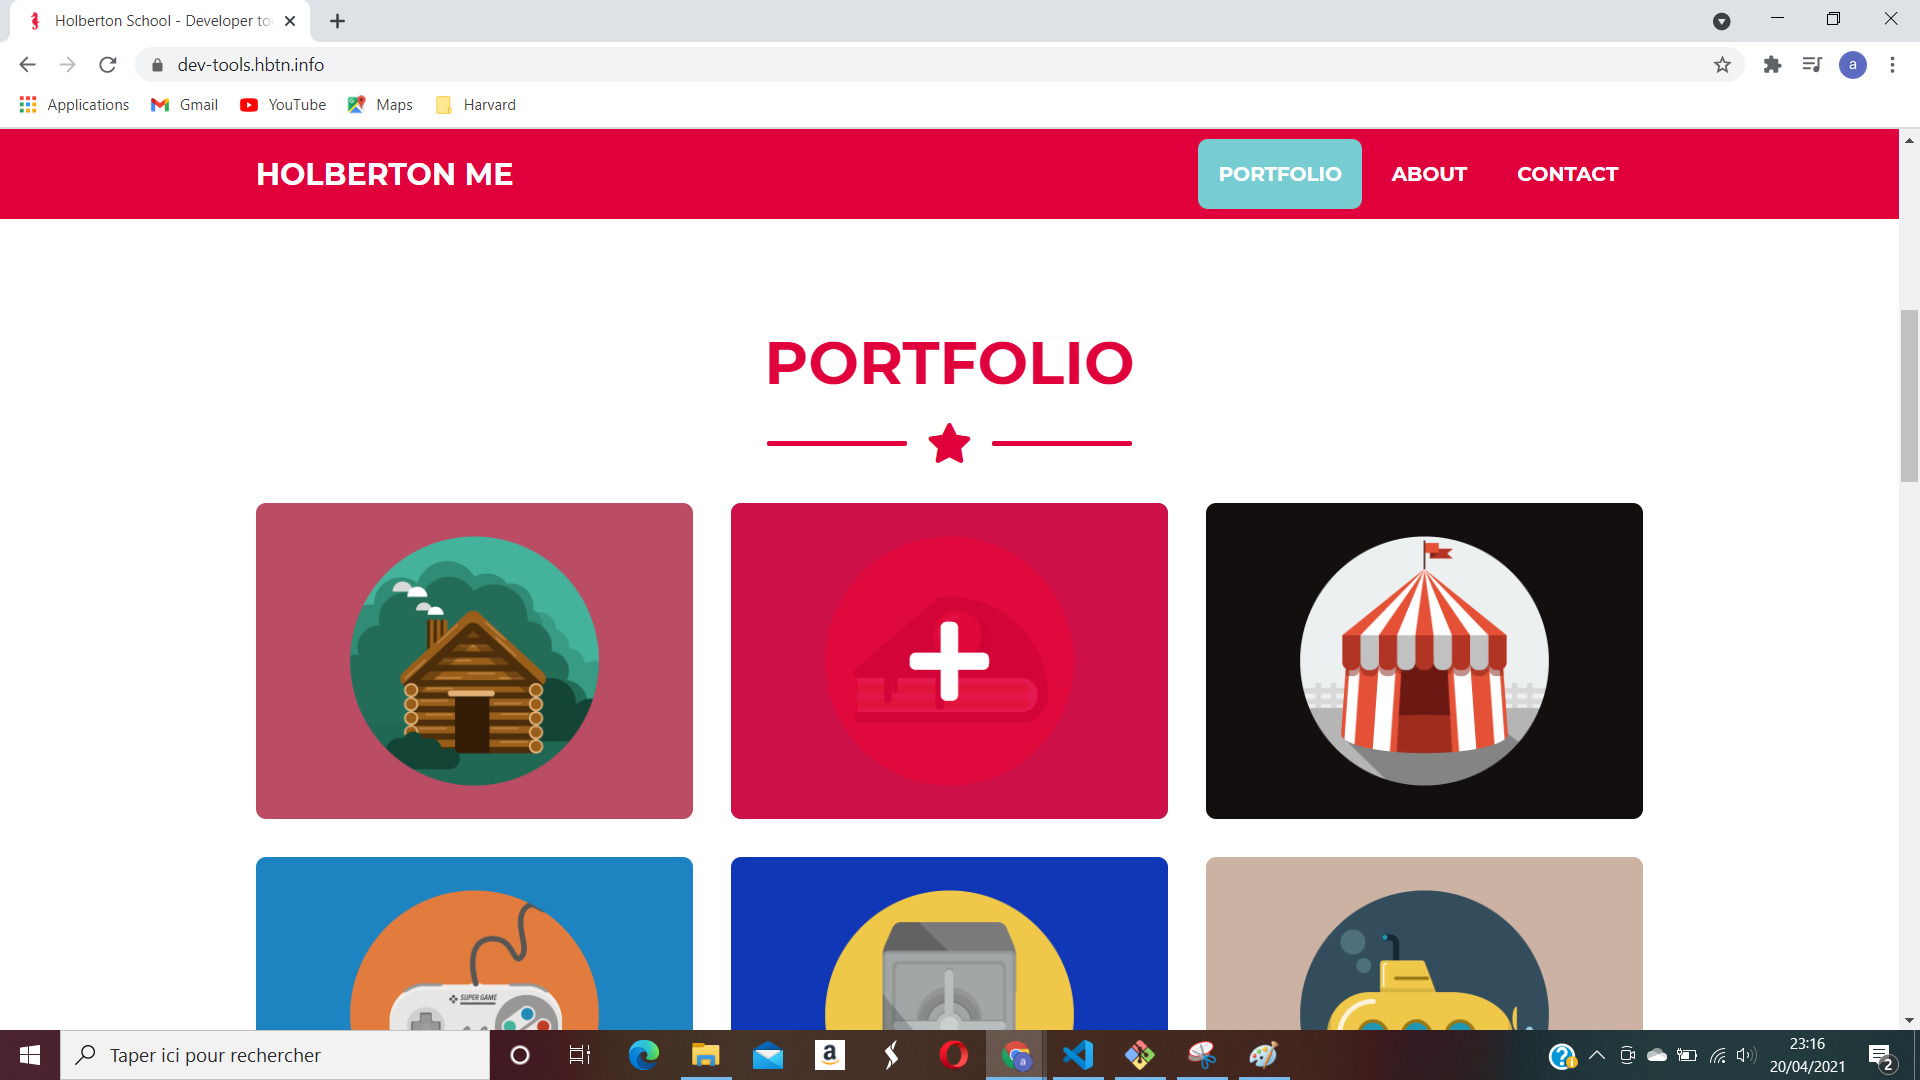 Holberton School - Developer to
dev-tools.hbtn.info
a
Applications
Gmail
YouTube
Maps
Harvard
HOLBERTON ME
PORTFOLIO
ABOUT
CONTACT
PORTFOLIO
SUPER GAME
Taper ici pour rechercher
a
a
23:16
20/04/2021
2